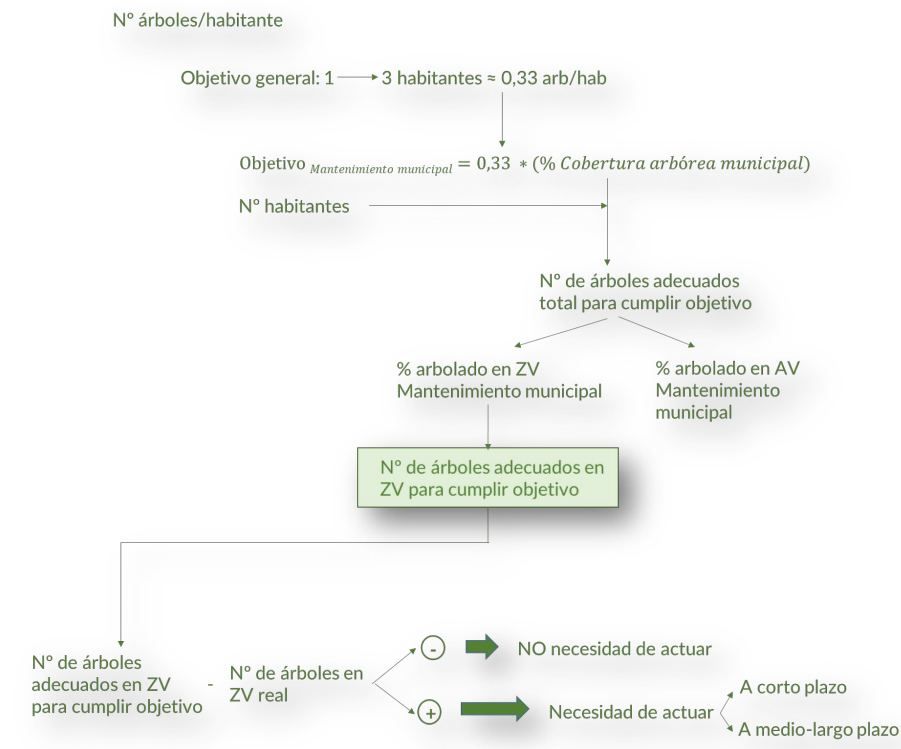 Nº árboles/habitante
Objetivo general: 1 → 3 habitantes ≈ 0,33 arb/hab
Objetivo Mantenimiento municipal = 0,33 * (% Cobertura arbórea municipal)
Nº habitantes
Nº de árboles adecuados
total para cumplir objetivo
% arbolado en ZV
Mantenimiento municipal
% arbolado en AV
Mantenimiento
municipal
Nº de árboles adecuados en
ZV para cumplir objetivo
Nº de árboles
adecuados en ZV
para cumplir objetivo
-
Nº de árboles en
ZV real
-
NO necesidad de actuar
+
Necesidad de actuar
A corto plazo
A medio-largo plazo